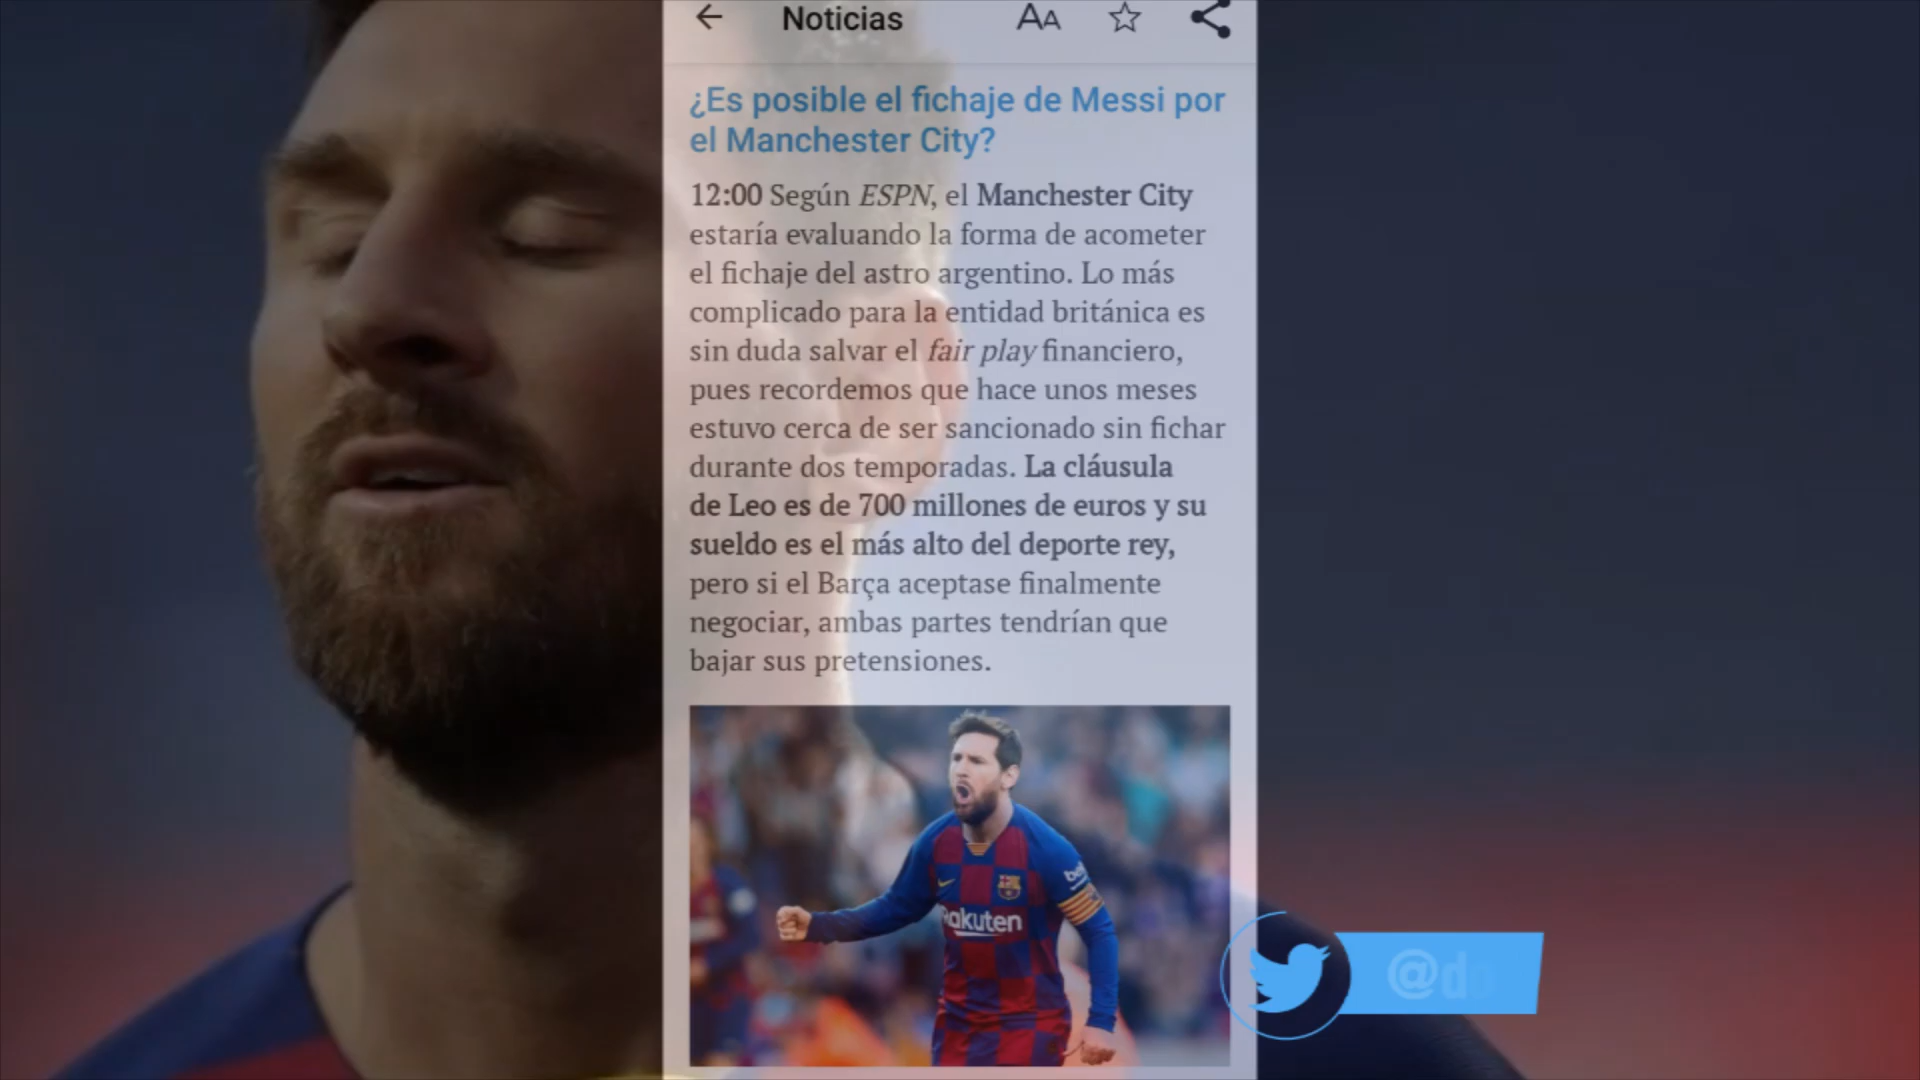 Noticias AA
¿Es posible el fichaje de Messi por
el Manchester City?
12:00 Según ESPN, el Manchester City
estaría evaluando la forma de acometer
el fichaje del astro argentino. Lo más
complicado para la entidad británica es
sin duda salvar el fair play financiero,
pues recordemos que hace unos meses
estuvo cerca de ser sancionado sin fichar
durante dos temporadas. La cláusula
de Leo es de 700 millones de euros y su
sueldo es el más alto del deporte rey,
pero si el Barça aceptase finalmente
negociar, ambas partes tendrían que
bajar sus pretensiones.
Rakuten
@do